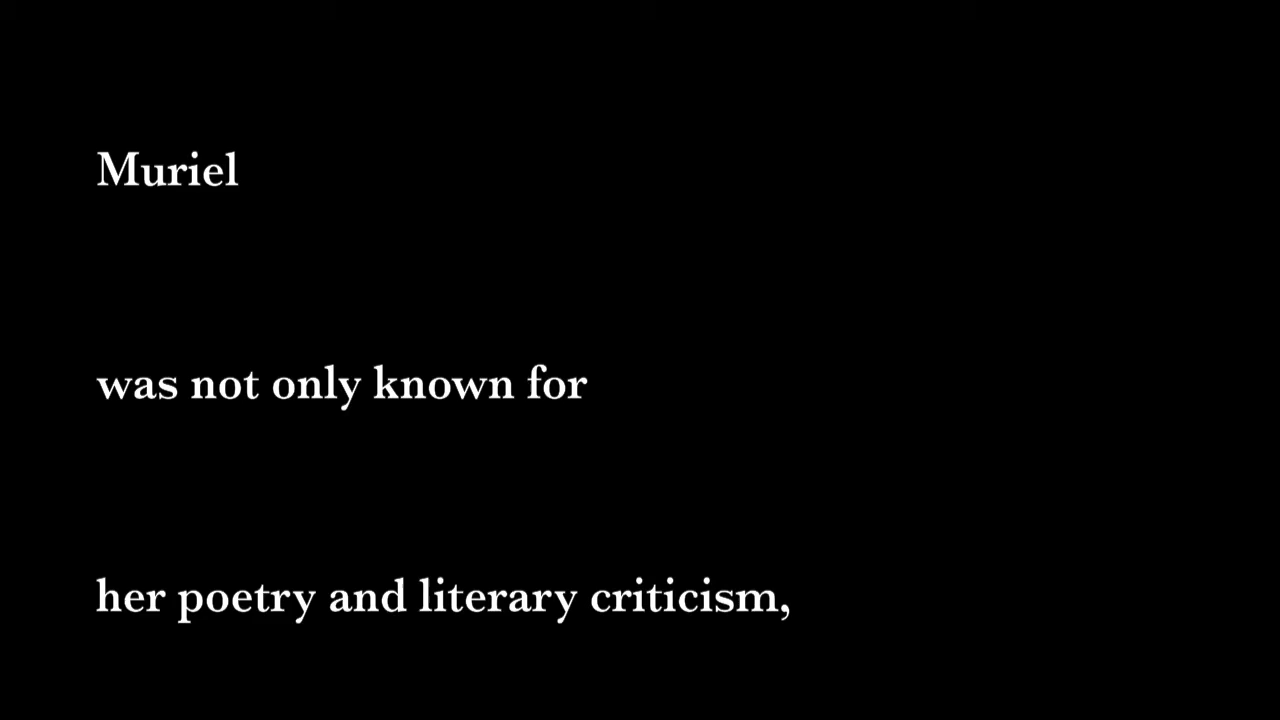 Muriel
was not only known for
her poetry and literary criticism,